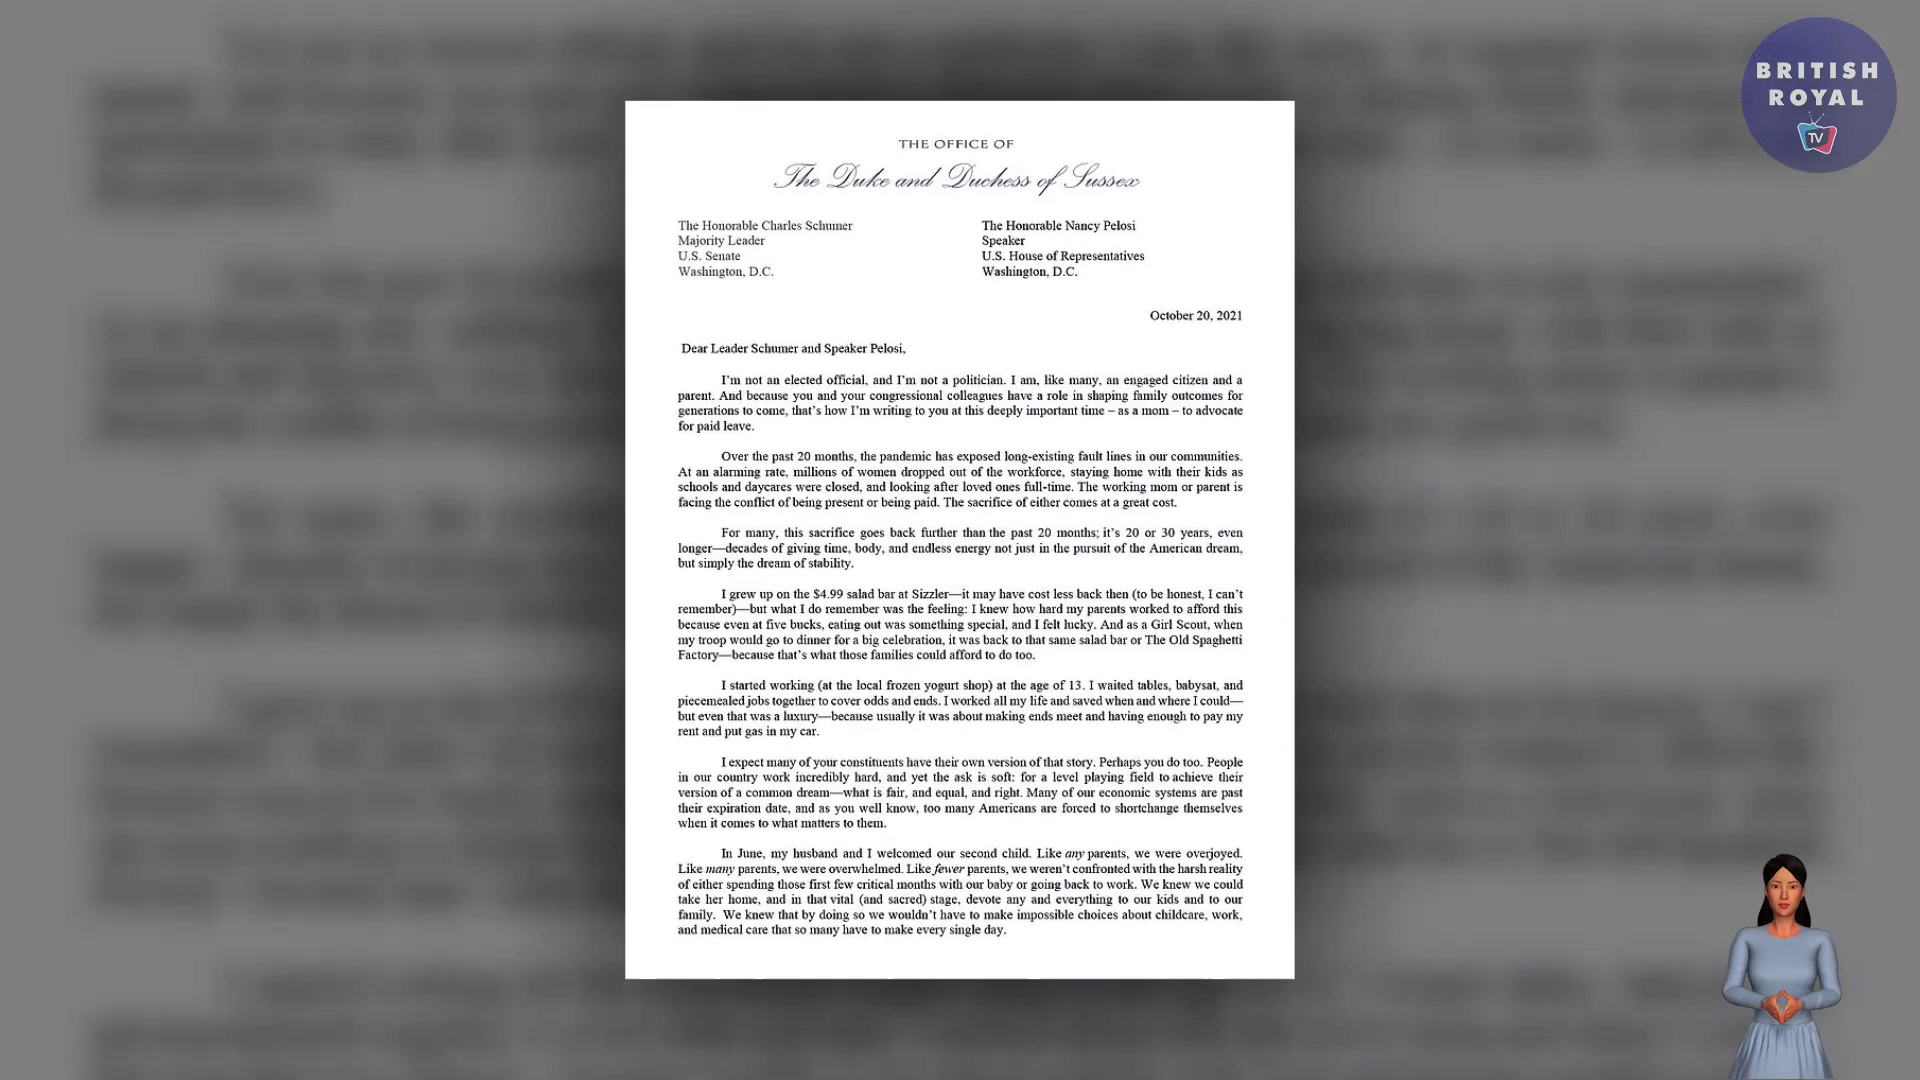 BRITISH
ROYAL
TV
THE OFFICE OF
The Duke and Duchess of Sussex
The Honorable Charles Schumer
Majority Leader
U.S. Senate
Washington, D.C.
The Honorable Nancy Pelosi
Speaker
U.S. House of Representatives
Washington, D.C.
October 20, 2021
Dear Leader Schumer and Speaker Pelosi,
I'm not an elected official, and I'm not a politician. I am, like many, an engaged citizen and a
parent. And because you and your congressional colleagues have a role in shaping family outcomes for
generations to come, that's how I'm writing to you at this deeply important time – as a mom – to advocate
for paid leave.
Over the past 20 months, the pandemic has exposed long-existing fault lines in our communities.
At an alarming rate, millions of women dropped out of the workforce, staying home with their kids as
schools and daycares were closed, and looking after loved ones full-time. The working mom or parent is
facing the conflict of being present or being paid. The sacrifice of either comes at a great cost.
For many, this sacrifice goes back further than the past 20 months; it's 20 or 30 years, even
longer—decades of giving time, body, and endless energy not just in the pursuit of the American dream,
but simply the dream of stability.
I grew up on the $4.99 salad bar at Sizzler—it may have cost less back then (to be honest, I can't
remember)—but what I do remember was the feeling: I knew how hard my parents worked to afford this
because even at five bucks, eating out was something special, and I felt lucky. And as a Girl Scout, when
my troop would go to dinner for a big celebration, it was back to that same salad bar or The Old Spaghetti
Factory—because that's what those families could afford to do too.
I started working (at the local frozen yogurt shop) at the age of 13. I waited tables, babysat, and
piecemealed jobs together to cover odds and ends. I worked all my life and saved when and where I could—
but even that was a luxury—because usually it was about making ends meet and having enough to pay my
rent and put gas in my car.
I expect many of your constituents have their own version of that story. Perhaps you do too. People
in our country work incredibly hard, and yet the ask is soft: for a level playing field to achieve their
version of a common dream—what is fair, and equal, and right. Many of our economic systems are past
their expiration date, and as you well know, too many Americans are forced to shortchange themselves
when it comes to what matters to them.
In June, my husband and I welcomed our second child. Like any parents, we were overjoyed.
Like many parents, we were overwhelmed. Like fewer parents, we weren't confronted with the harsh reality
of either spending those first few critical months with our baby or going back to work. We knew we could
take her home, and in that vital (and sacred) stage, devote any and everything to our kids and to our
family. We knew that by doing so we wouldn't have to make impossible choices about childcare, work,
and medical care that so many have to make every single day.